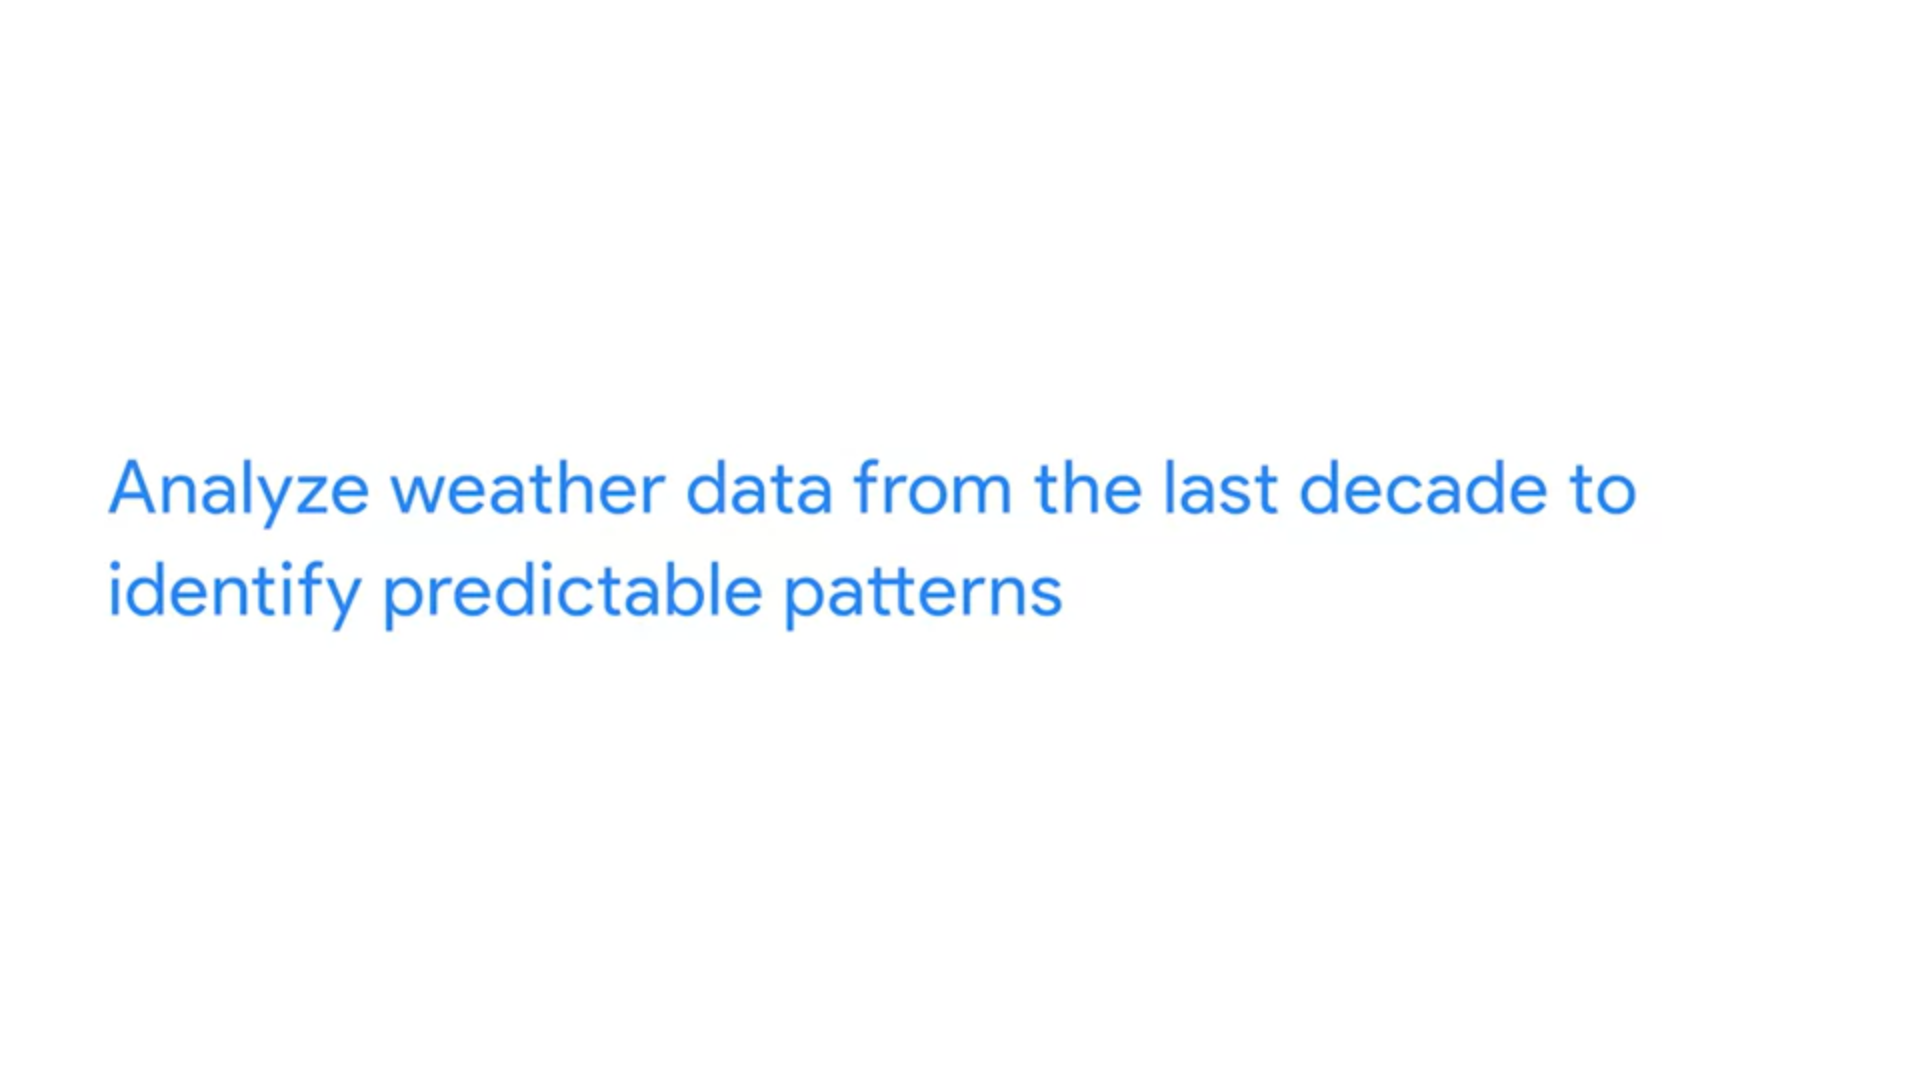 Analyze weather data from the last decade to
identify predictable patterns